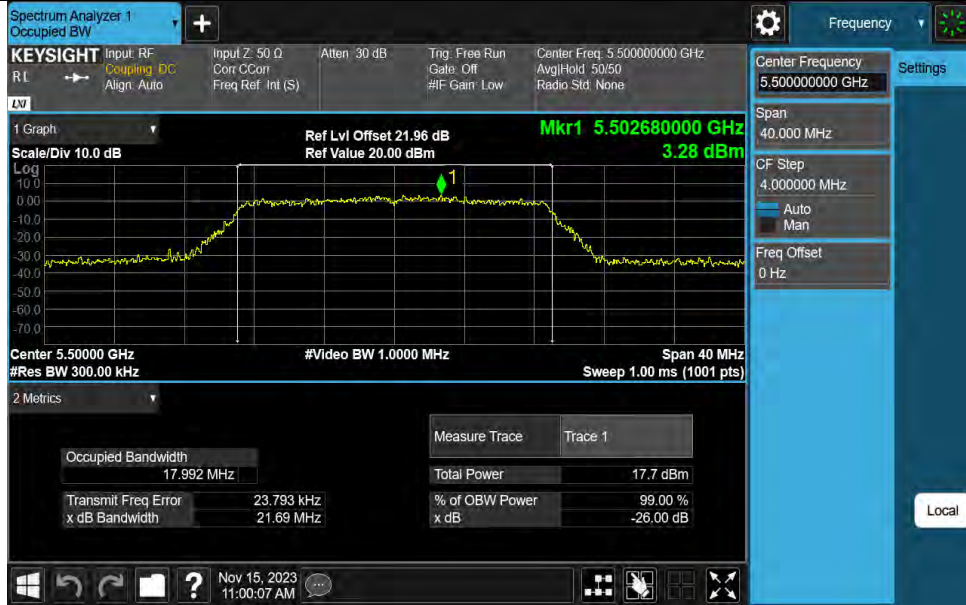 Spectrum Analyzer 1
Occupied BW
+
Frequency
KEYSIGHT
RL
LXI
Input: RF
Coupling: DC
Align: Auto
Input Z: 50 Ω
Corr CCorr
Freq Ref: Int (S)
Atten: 30 dB
Trig: Free Run
Gate: Off
#IF Gain: Low
Center Freq: 5.500000000 GHz
Avg|Hold: 50/50
Radio Std: None
1 Graph
Scale/Div 10.0 dB
Ref Lvl Offset 21.96 dB
Ref Value 20.00 dBm
Mkr1 5.502680000 GHz
3.28 dBm
Log
10.0
0.00
-10.0
-20.0
-30.0
-40.0
-50.0
-60.0
-70.0
1
Center 5.50000 GHz
#Res BW 300.00 kHz
#Video BW 1.0000 MHz
Span 40 MHz
Sweep 1.00 ms (1001 pts)
2 Metrics
Measure Trace Trace 1
Occupied Bandwidth
17.992 MHz
Total Power 17.7 dBm
Transmit Freq Error 23.793 kHz
% of OBW Power 99.00 %
x dB Bandwidth 21.69 MHz
x dB -26.00 dB
Center Frequency
5.500000000 GHz
Span
40.000 MHz
CF Step
4.000000 MHz
Auto
Man
Freq Offset
0 Hz
Settings
Local
?
Nov 15, 2023
11:00:07 AM